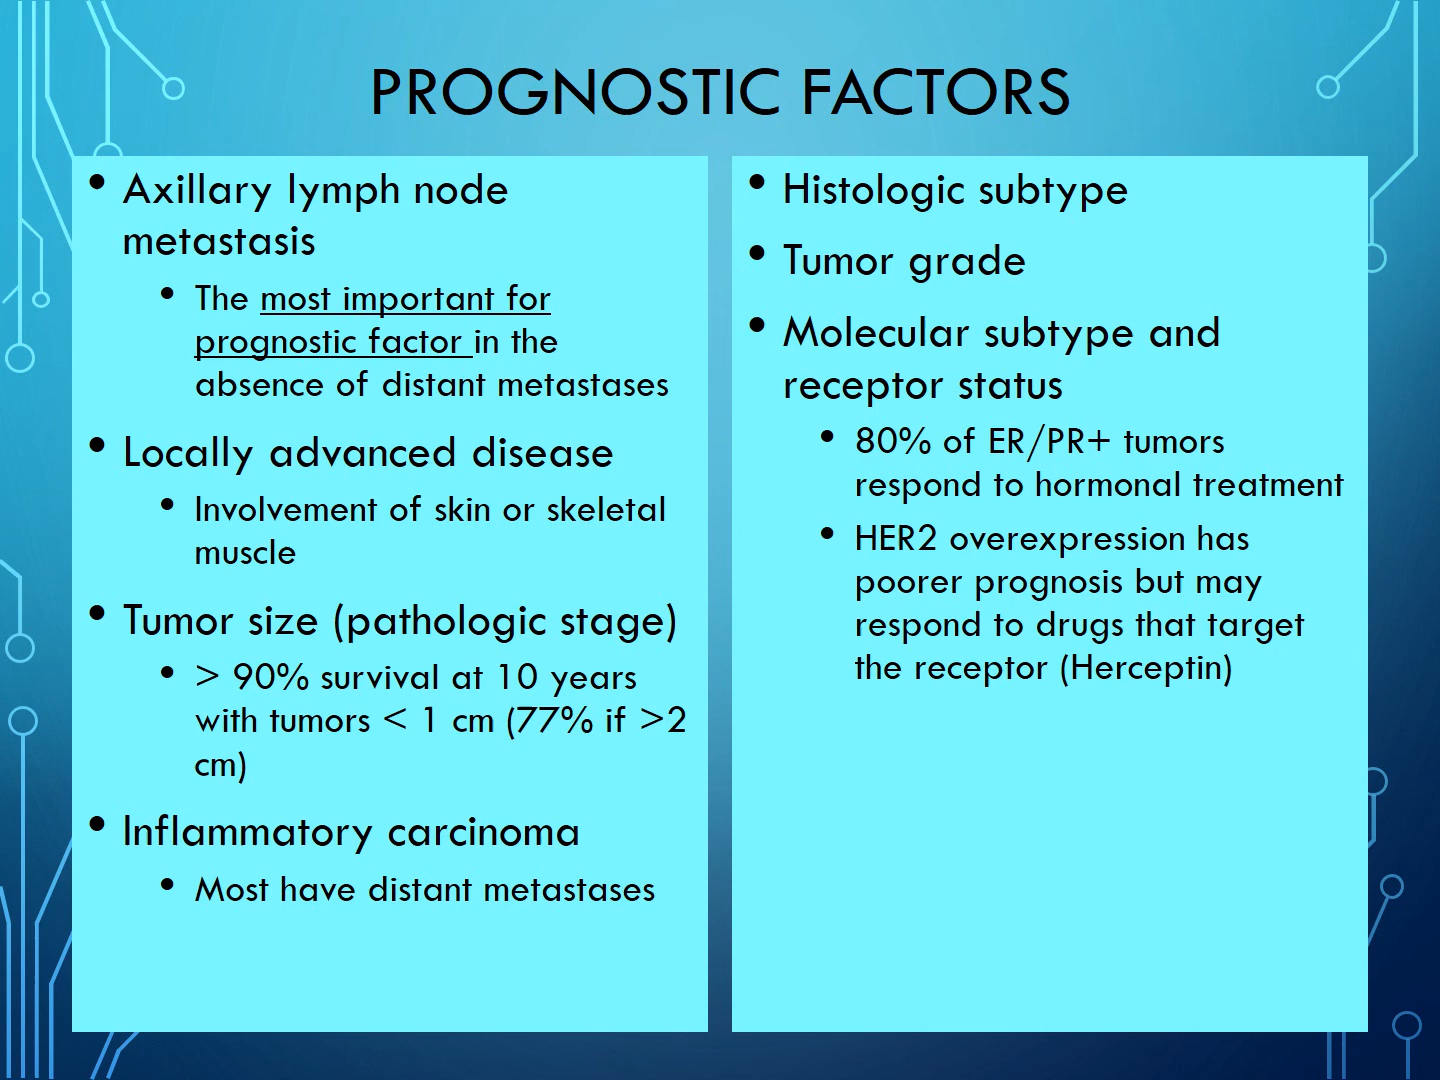 PROGNOSTIC FACTORS
• Axillary lymph node
metastasis
• The most important for
prognostic factor in the
absence of distant metastases
• Locally advanced disease
• Involvement of skin or skeletal
muscle
• Tumor size (pathologic stage)
• > 90% survival at 10 years
with tumors < 1 cm (77% if >2
cm)
• Inflammatory carcinoma
• Most have distant metastases
• Histologic subtype
• Tumor grade
• Molecular subtype and
receptor status
• 80% of ER/PR+ tumors
respond to hormonal treatment
• HER2 overexpression has
poorer prognosis but may
respond to drugs that target
the receptor (Herceptin)